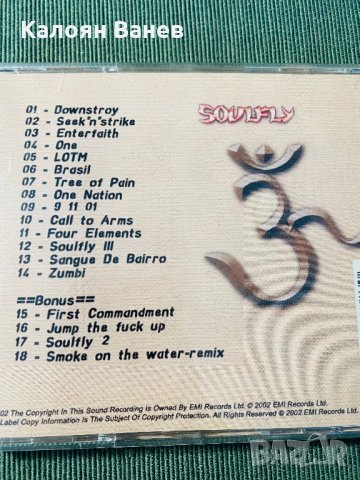 Калоян Ванев
SOULFLY
01 - Downstroy
02 - Seek"n"strike
03 - Enterfaith
04 - One
05 - LOTM
06 - Brasil
07 - Tree of Pain
08 - One Nation
09 - 9 11 01
10 - Call to Arms
11 - Four Elements
12 - Soulfly III
13 - Sangue De Bairro
14 - Zumbi
==Bonus==
15 - First Commandment
16 - Jump the fuck up
17 - Soulfly 2
18 - Smoke on the water-remix
02 The Copyright In This Sound Recording is Owned By EMI Records Ltd. © 2002 EMI Records Ltd.
Label Copy Information Is The Subject Of Copyright Protection. All Rights Reserved © 2002 EMI Records Ltd.
BAZAR